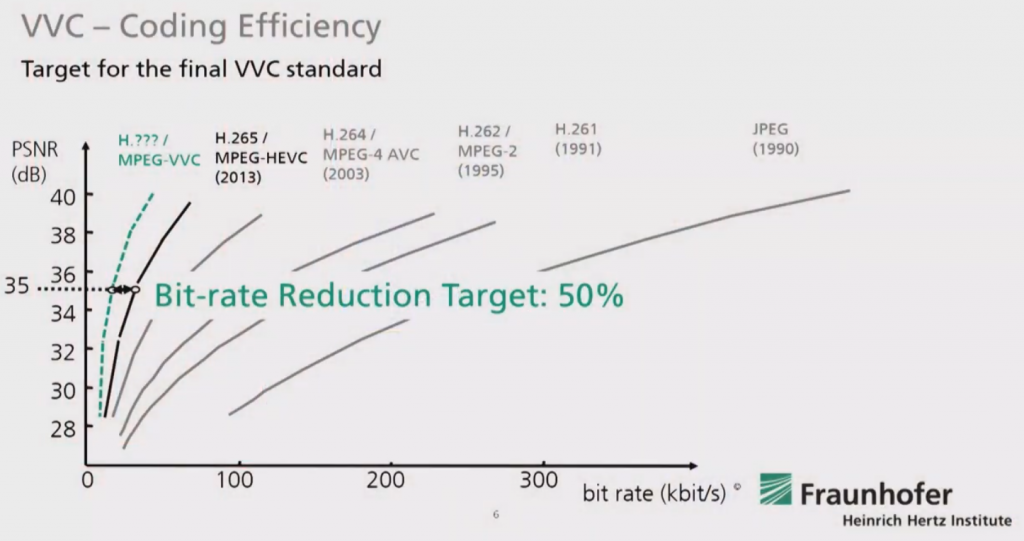 VVC – Coding Efficiency
Target for the final VVC standard
PSNR
(dB)
H.??? /
MPEG-VVC
H.265 /
MPEG-HEVC
(2013)
H.264 /
MPEG-4 AVC
(2003)
H.262 /
MPEG-2
(1995)
H.261
(1991)
JPEG
(1990)
40
38
36
35
34
32
30
28
Bit-rate Reduction Target: 50%
0
100
200
300
bit rate (kbit/s) ©
6
Fraunhofer
Heinrich Hertz Institute